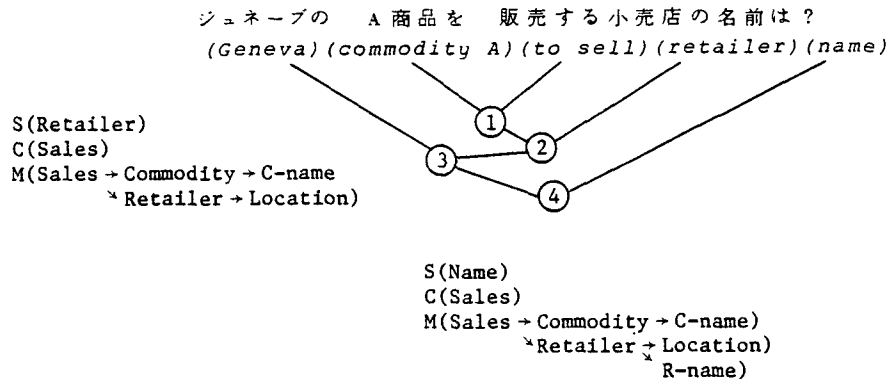 ジュネーブの A商品を 販売する小売店の名前は?
(Geneva)(commodity A)(to sell)(retailer)(name)
1
2
3
4
S(Retailer)
C(Sales)
M(Sales → Commodity → C-name
↘ Retailer → Location)
S(Name)
C(Sales)
M(Sales → Commodity → C-name)
↘ Retailer → Location)
↘ R-name)